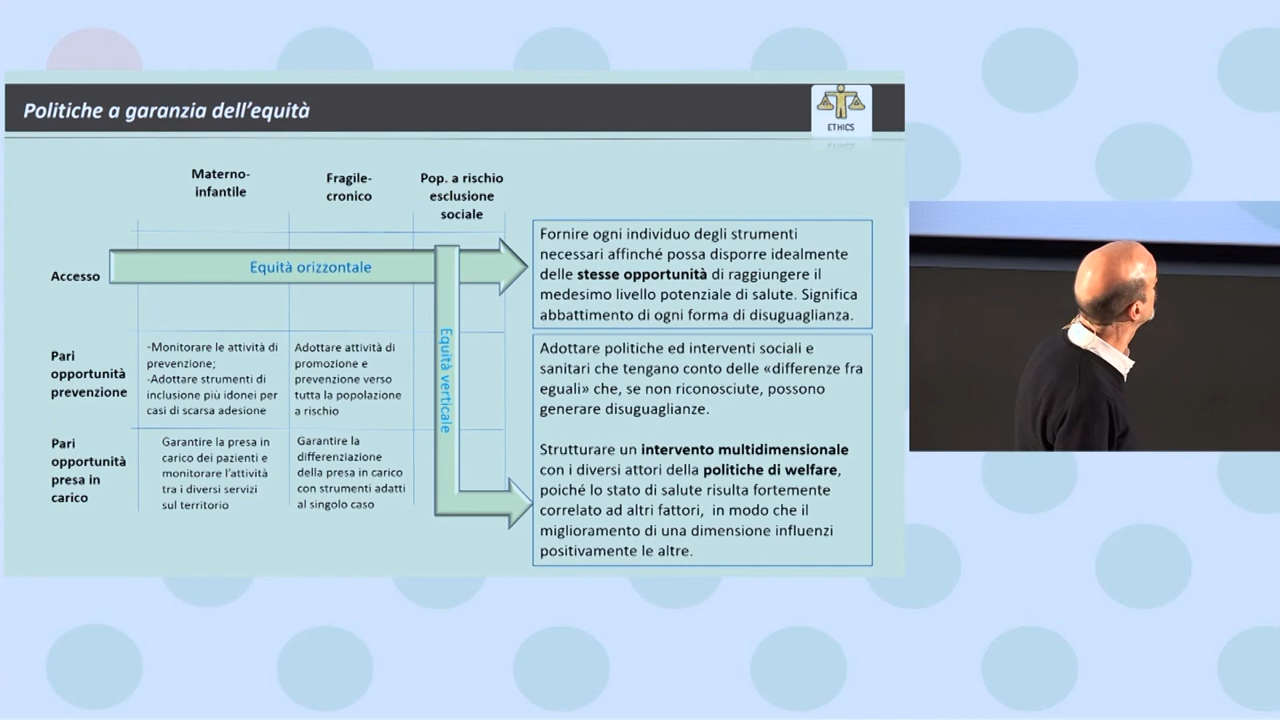 Politiche a garanzia dell'equità
ETHICS
Materno-
infantile
Fragile-
cronico
Pop. a rischio
esclusione
sociale
Accesso
Equità orizzontale
Equità verticale
Pari
opportunità
prevenzione
-Monitorare le attività di
prevenzione;
-Adottare strumenti di
inclusione più idonei per
casi di scarsa adesione
Adottare attività di
promozione e
prevenzione verso
tutta la popolazione
a rischio
Pari
opportunità
presa in
carico
Garantire la presa in
carico dei pazienti e
monitorare l'attività
tra i diversi servizi
sul territorio
Garantire la
differenziazione
della presa in carico
con strumenti adatti
al singolo caso
Fornire ogni individuo degli strumenti
necessari affinché possa disporre idealmente
delle stesse opportunità di raggiungere il
medesimo livello potenziale di salute. Significa
abbattimento di ogni forma di disuguaglianza.
Adottare politiche ed interventi sociali e
sanitari che tengano conto delle «differenze fra
eguali» che, se non riconosciute, possono
generare disuguaglianze.
Strutturare un intervento multidimensionale
con i diversi attori della politiche di welfare,
poiché lo stato di salute risulta fortemente
correlato ad altri fattori, in modo che il
miglioramento di una dimensione influenzi
positivamente le altre.